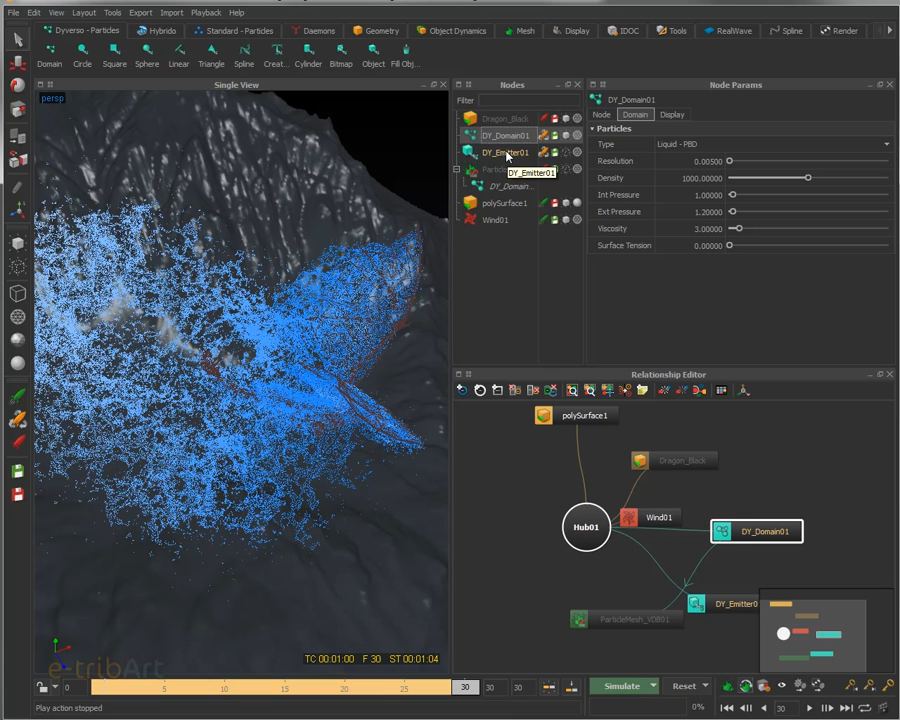 File Edit View Layout Tools Export Import Playback Help
Dyverso - Particles Hybrido Standard - Particles Daemons Geometry Object Dynamics Mesh Display IDOC Tools RealWave Spline Render
Domain Circle Square Sphere Linear Triangle Spline Creat... Cylinder Bitmap Object Fill Obj...
Single View
persp
Nodes
Filter
Dragon_Black
DY_Domain01
DY_Emitter01
DY_Emitter01
DY_Domain...
polySurface1
Wind01
Node Params
DY_Domain01
Node Domain Display
Particles
Type Liquid - PBD
Resolution 0.00500
Density 1000.00000
Int Pressure 1.00000
Ext Pressure 1.20000
Viscosity 3.00000
Surface Tension 0.00000
Relationship Editor
polySurface1
Dragon_Black
Wind01
Hub01
DY_Domain01
DY_Emitter0
ParticleMesh_VDB01
TC 00:01:00 F 30 ST 00:01:04
e-tribArt
0 5 10 15 20 25 30 30 30
Simulate Reset
Play action stopped
0% 30